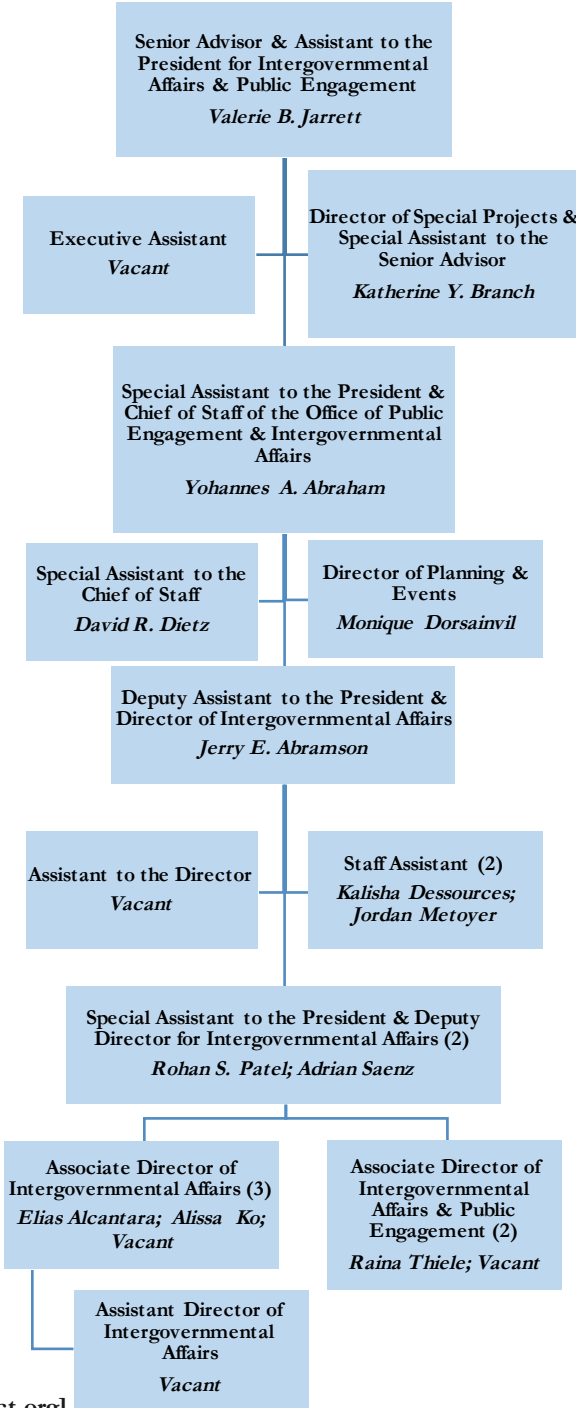 Senior Advisor & Assistant to the
President for Intergovernmental
Affairs & Public Engagement
Valerie B. Jarrett
Executive Assistant
Vacant
Director of Special Projects &
Special Assistant to the
Senior Advisor
Katherine Y. Branch
Special Assistant to the President &
Chief of Staff of the Office of Public
Engagement & Intergovernmental
Affairs
Yohannes A. Abraham
Special Assistant to the
Chief of Staff
David R. Dietz
Director of Planning &
Events
Monique Dorsainvil
Deputy Assistant to the President &
Director of Intergovernmental Affairs
Jerry E. Abramson
Assistant to the Director
Vacant
Staff Assistant (2)
Kalisha Dessources;
Jordan Metoyer
Special Assistant to the President & Deputy
Director for Intergovernmental Affairs (2)
Rohan S. Patel; Adrian Saenz
Associate Director of
Intergovernmental Affairs (3)
Elias Alcantara; Alissa Ko;
Vacant
Associate Director of
Intergovernmental
Affairs & Public
Engagement (2)
Raina Thiele; Vacant
Assistant Director of
Intergovernmental
Affairs
Vacant